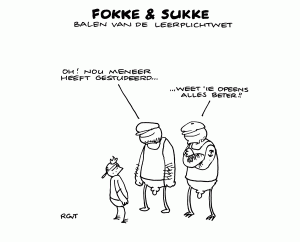 FOKKE & SUKKE
BALEN VAN DE LEERPLICHTWET
OH! NOU MENEER
HEEFT GESTUDEERD...
...WEET 'IE OPEENS
ALLES BETER!!
RGvT